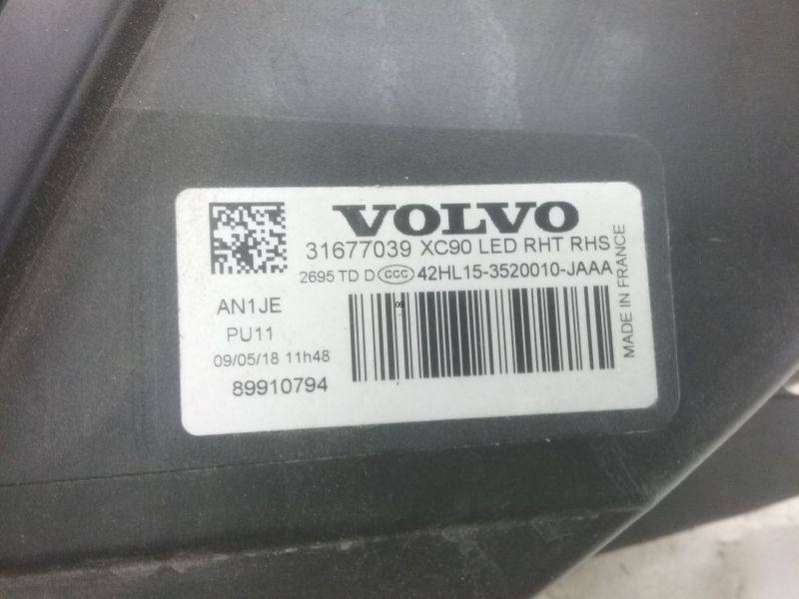 VOLVO
31677039 XC90 LED RHT RHS
2695 TD D CCC 42HL15-3520010-JAAA
AN1JE
PU11
09/05/18 11h48
89910794
MADE IN FRANCE